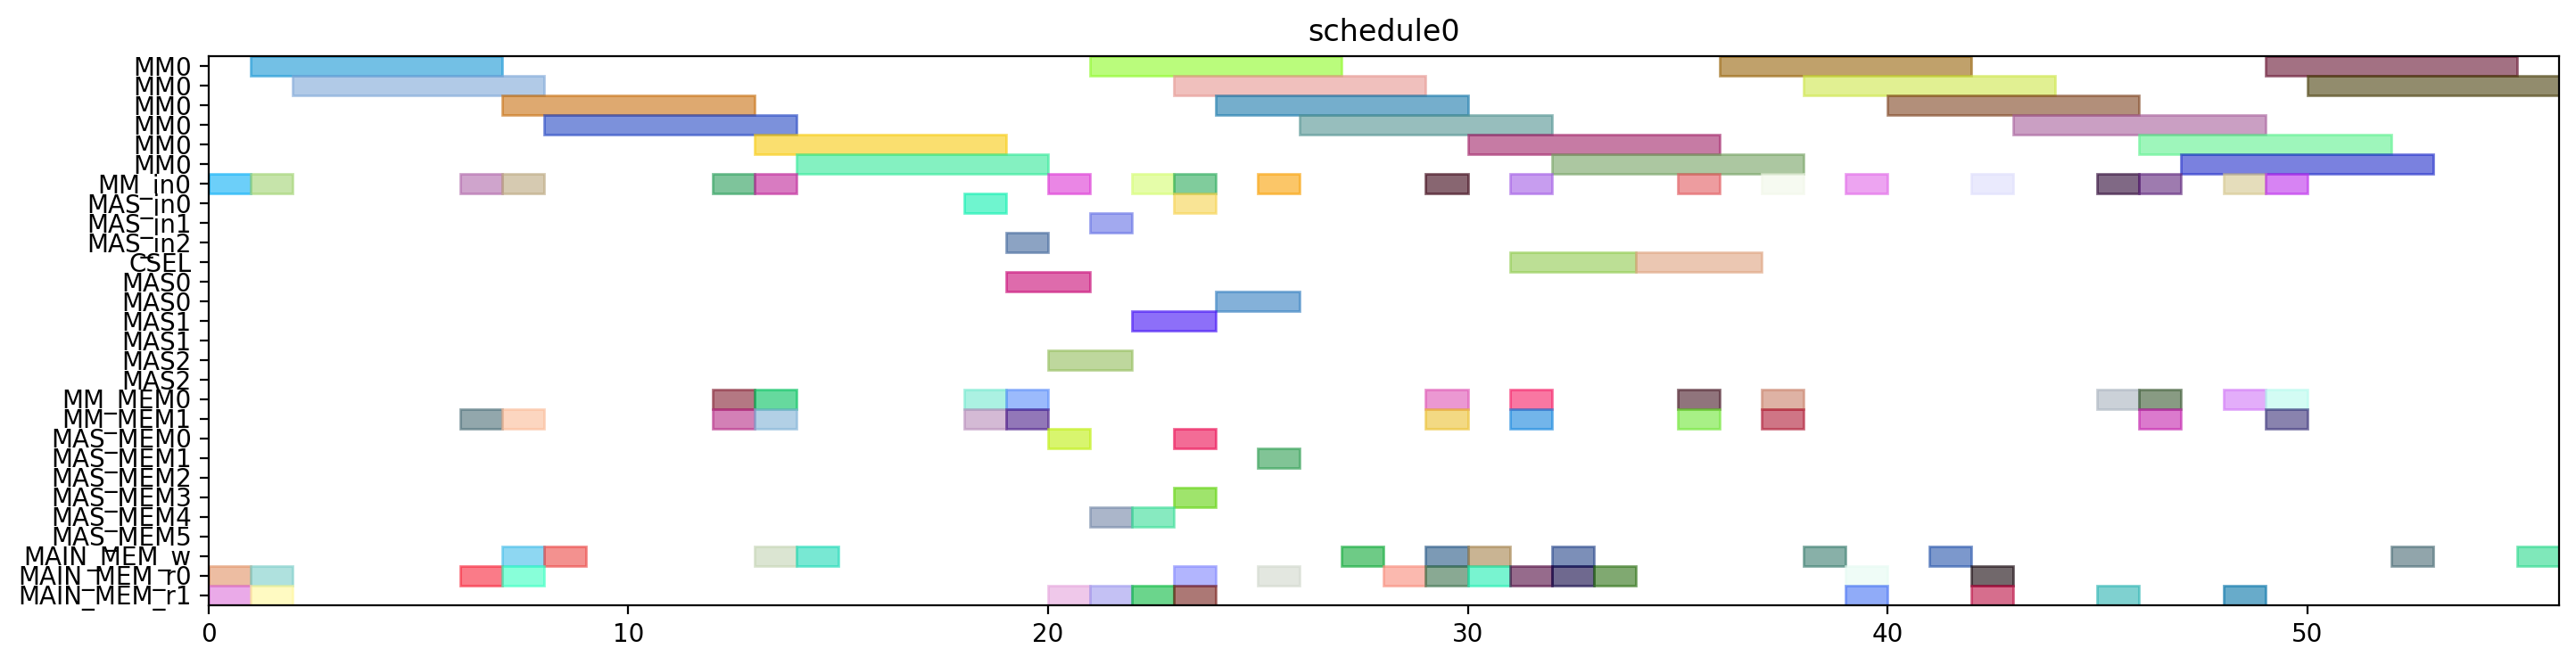 schedule0
MM0
MM0
MM0
MM0
MM0
MM0
MM_in0
MAS_in0
MAS_in1
MAS_in2
CSEL
MAS0
MAS0
MAS1
MAS1
MAS2
MAS2
MM_MEM0
MM_MEM1
MAS_MEM0
MAS_MEM1
MAS_MEM2
MAS_MEM3
MAS_MEM4
MAS_MEM5
MAIN_MEM_w
MAIN_MEM_r0
MAIN_MEM_r1
0 10 20 30 40 50